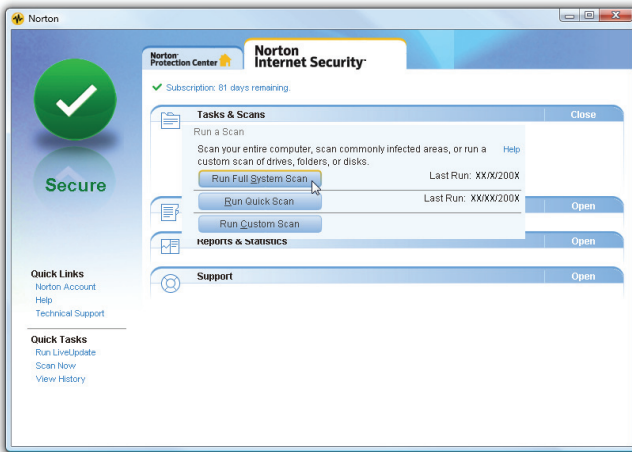 Norton
Norton·
Protection Center
Norton
Internet Security·
Subscription: 81 days remaining.
Tasks & Scans Close
Run a Scan
Scan your entire computer, scan commonly infected areas, or run a Help
custom scan of drives, folders, or disks.
Run Full System Scan Last Run: XX/X/200X
Secure
Run Quick Scan Last Run: XX/XX/200X
Open
Run Custom Scan
Reports & Statistics Open
Quick Links
Support Open
Norton Account
Help
Technical Support
Quick Tasks
Run LiveUpdate
Scan Now
View History